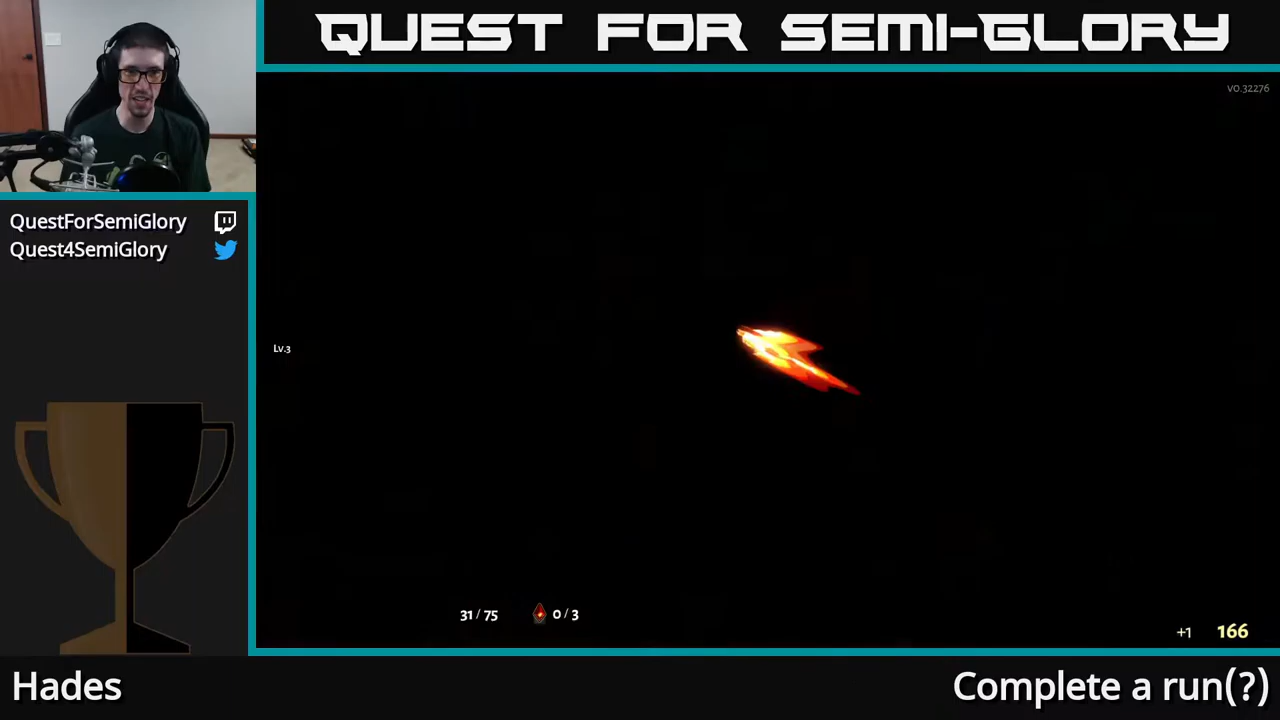 QUEST FOR SEMI-GLORY
v0.32276
QuestForSemiGlory
Quest4SemiGlory
Lv.3
31 / 75
0 / 3
+1 166
Hades
Complete a run(?)